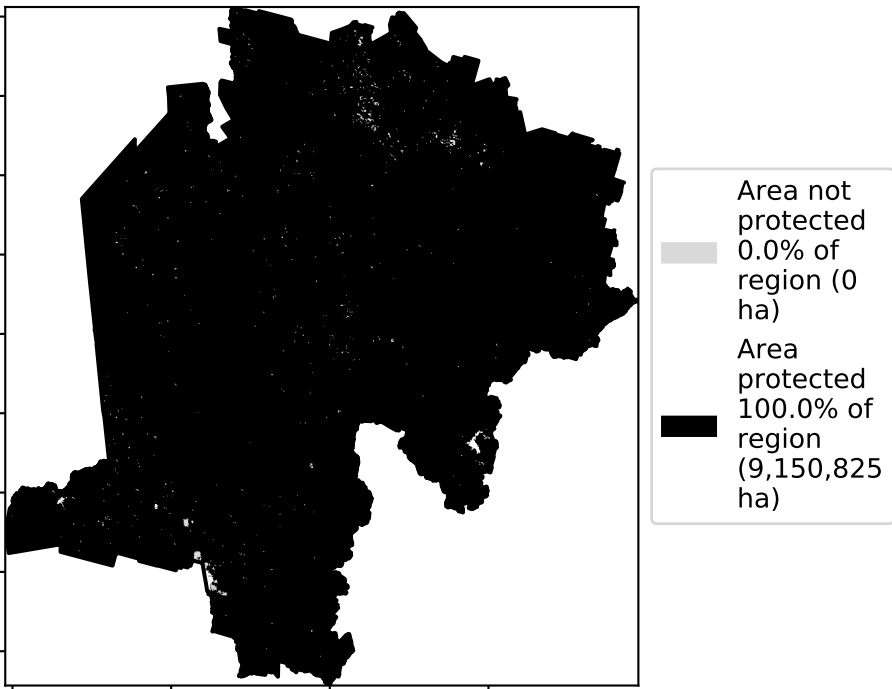 Area not
protected
0.0% of
region (0
ha)
Area
protected
100.0% of
region
(9,150,825
ha)